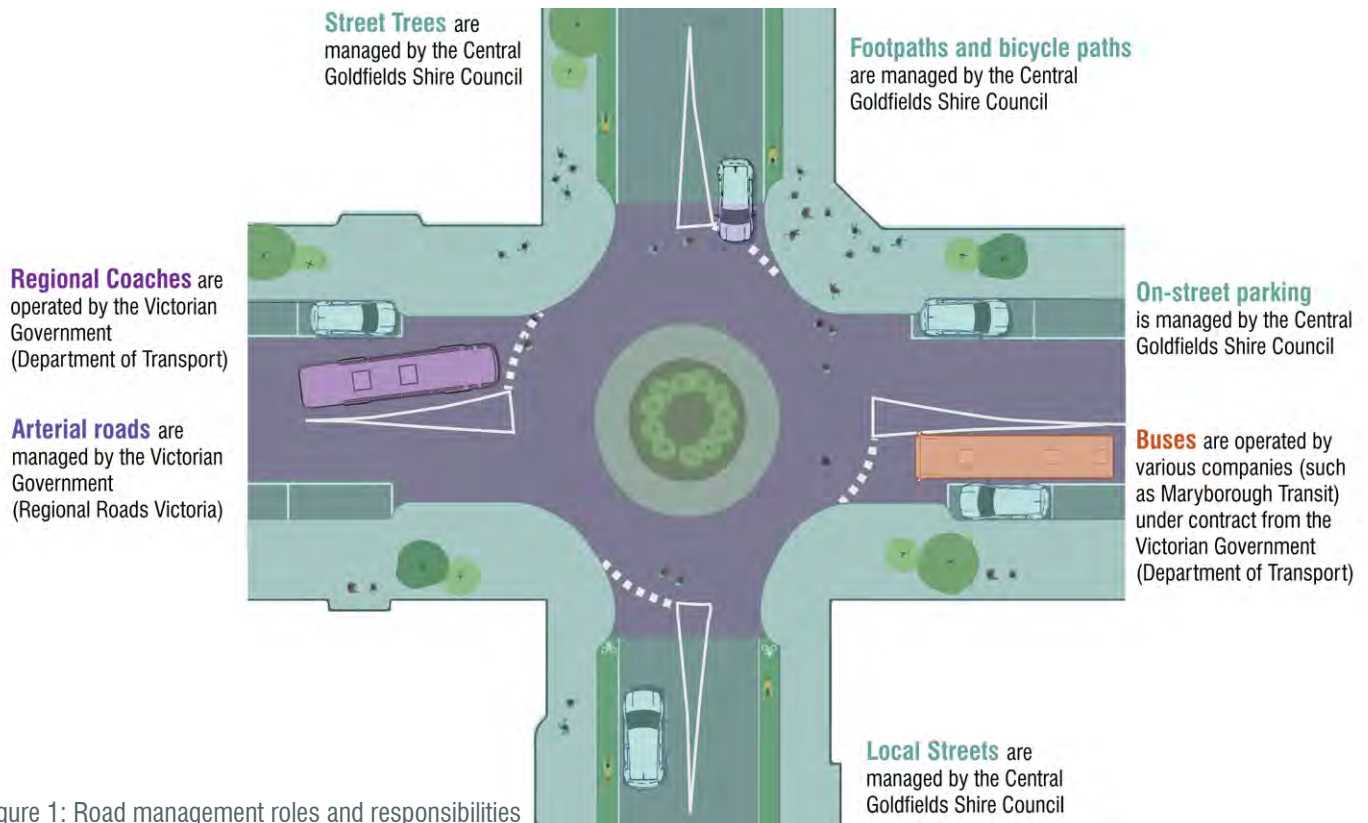 Street Trees are
managed by the Central
Goldfields Shire Council
Footpaths and bicycle paths
are managed by the Central
Goldfields Shire Council
Regional Coaches are
operated by the Victorian
Government
(Department of Transport)
On-street parking
is managed by the Central
Goldfields Shire Council
Arterial roads are
managed by the Victorian
Government
(Regional Roads Victoria)
Buses are operated by
various companies (such
as Maryborough Transit)
under contract from the
Victorian Government
(Department of Transport)
Local Streets are
managed by the Central
Goldfields Shire Council
gure 1: Road management roles and responsibilities